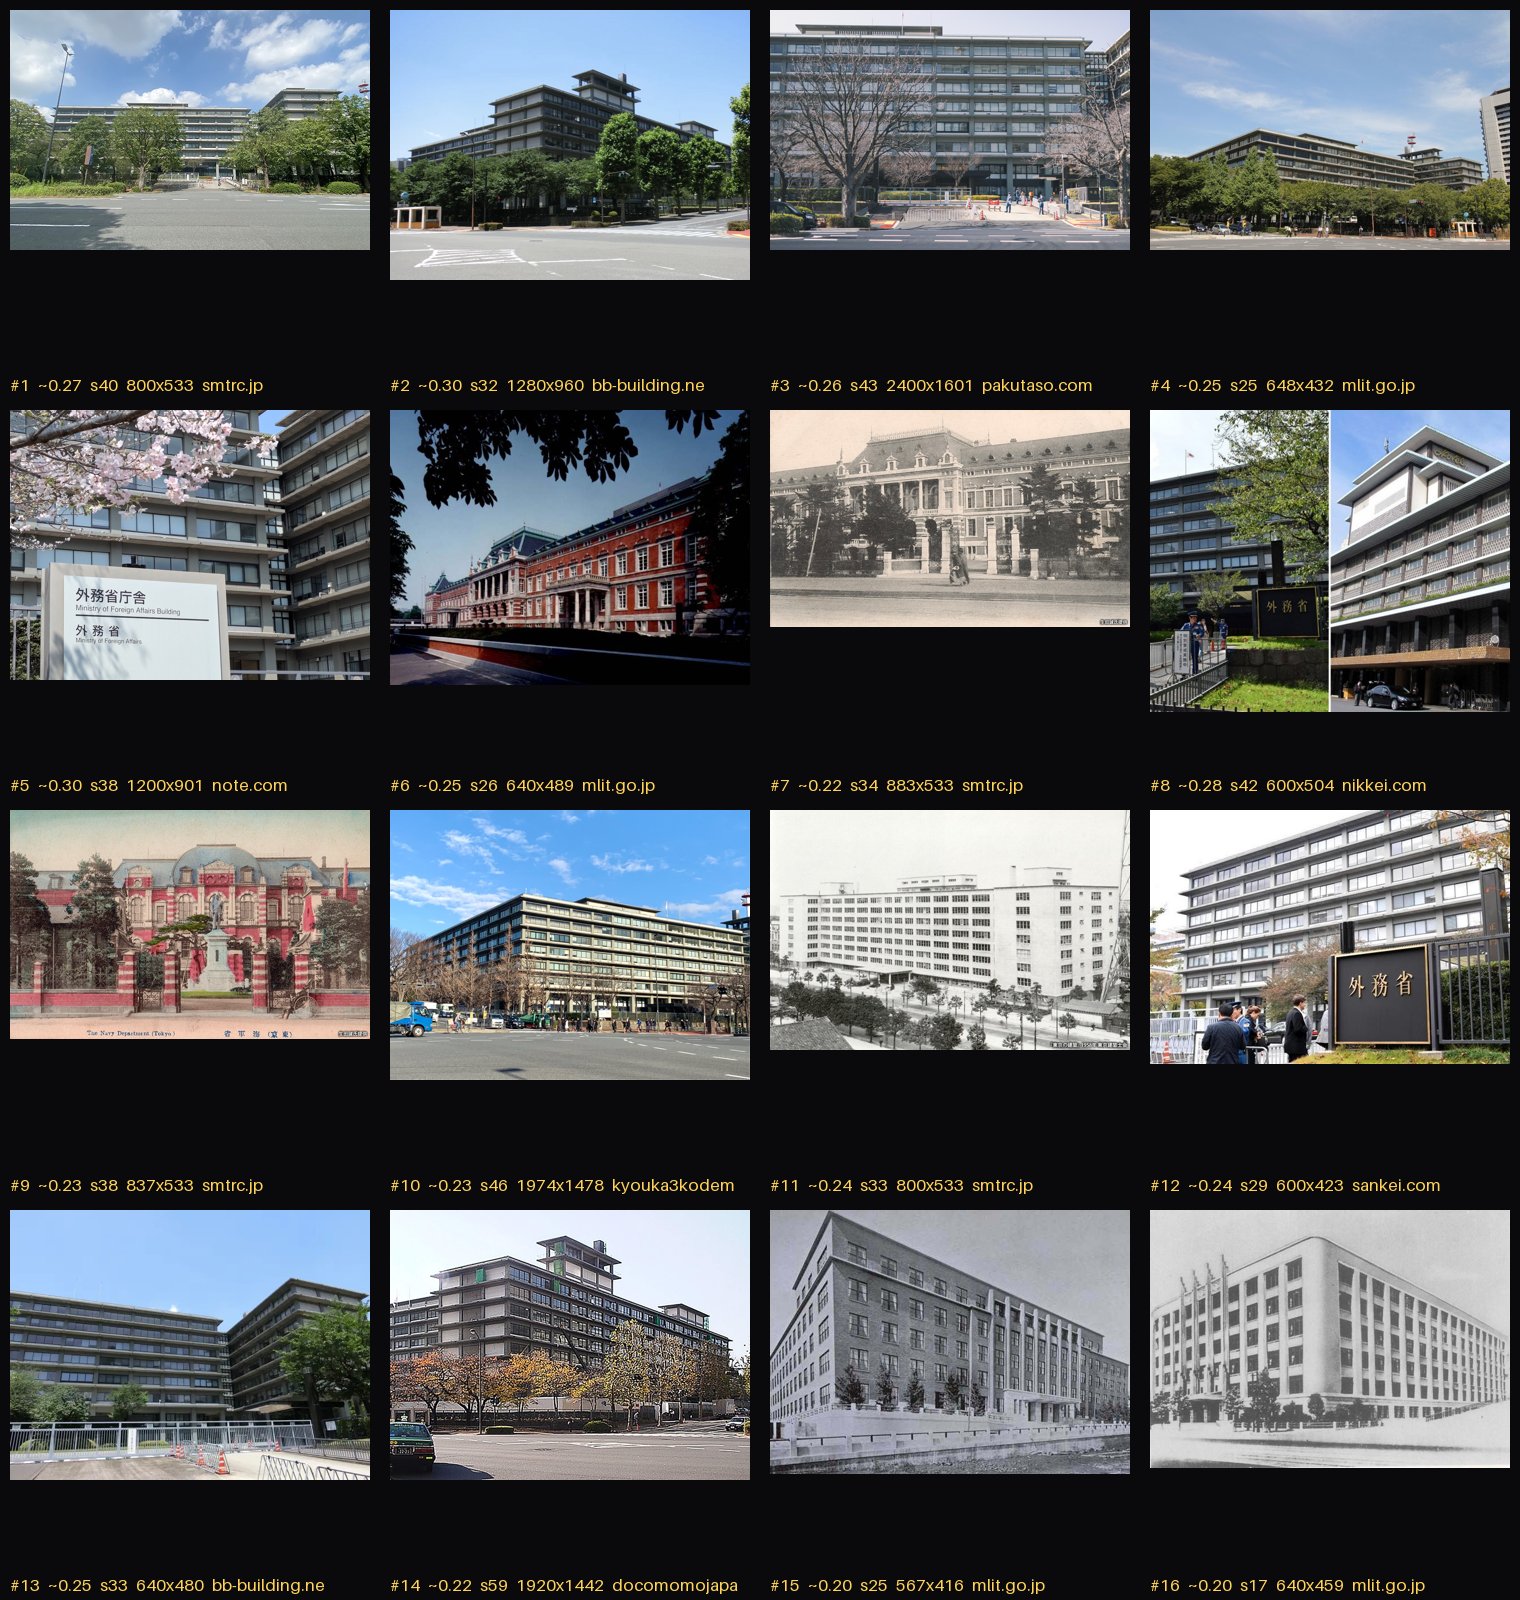 #1 ~0.27 s40 800x533 smtrc.jp
#2 ~0.30 s32 1280x960 bb-building.ne
#3 ~0.26 s43 2400x1601 pakutaso.com
#4 ~0.25 s25 648x432 mlit.go.jp
外務省庁舎
Ministry of Foreign Affairs Building
外務省
Ministry of Foreign Affairs
外務省
#5 ~0.30 s38 1200x901 note.com
#6 ~0.25 s26 640x489 mlit.go.jp
#7 ~0.22 s34 883x533 smtrc.jp
#8 ~0.28 s42 600x504 nikkei.com
The Navy Department (Tokyo)
省軍海(京東)
外務省
#9 ~0.23 s38 837x533 smtrc.jp
#10 ~0.23 s46 1974x1478 kyouka3kodem
#11 ~0.24 s33 800x533 smtrc.jp
#12 ~0.24 s29 600x423 sankei.com
#13 ~0.25 s33 640x480 bb-building.ne
#14 ~0.22 s59 1920x1442 docomomojapa
#15 ~0.20 s25 567x416 mlit.go.jp
#16 ~0.20 s17 640x459 mlit.go.jp